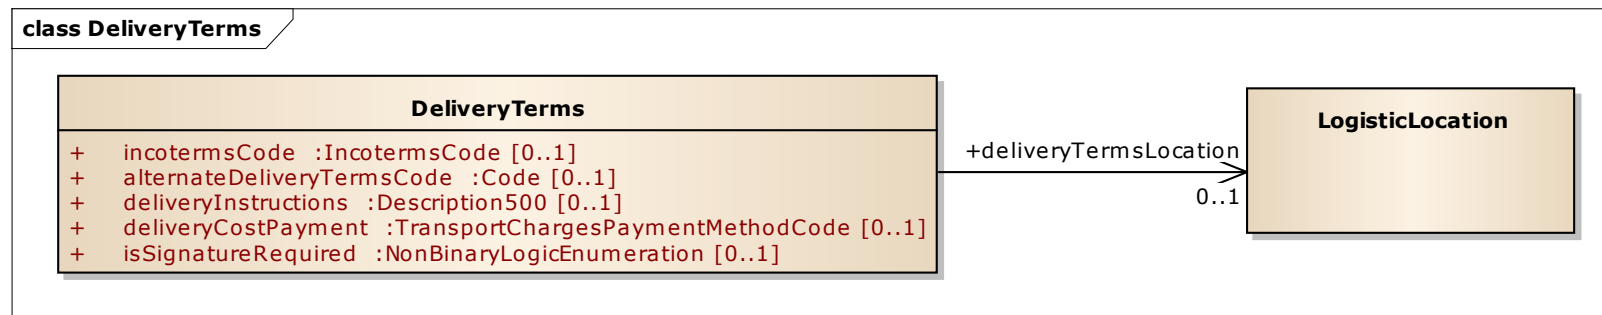 class DeliveryTerms
DeliveryTerms
+ incotermsCode :IncotermsCode [0..1]
+ alternateDeliveryTermsCode :Code [0..1]
+ deliveryInstructions :Description500 [0..1]
+ deliveryCostPayment :TransportChargesPaymentMethodCode [0..1]
+ isSignatureRequired :NonBinaryLogicEnumeration [0..1]
+deliveryTermsLocation
0..1
LogisticLocation